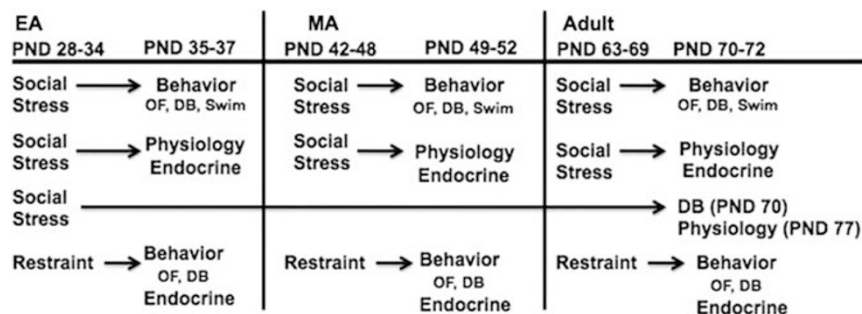 EA MA Adult
PND 28-34 PND 35-37 PND 42-48 PND 49-52 PND 63-69 PND 70-72
Social Stress Behavior Social Stress Behavior Social Stress Behavior
OF, DB, Swim OF, DB, Swim OF, DB, Swim
Social Stress Physiology Social Stress Physiology Social Stress Physiology
Endocrine Endocrine Endocrine
Social Stress DB (PND 70)
Physiology (PND 77)
Restraint Behavior Restraint Behavior Restraint Behavior
OF, DB OF, DB OF, DB
Endocrine Endocrine Endocrine